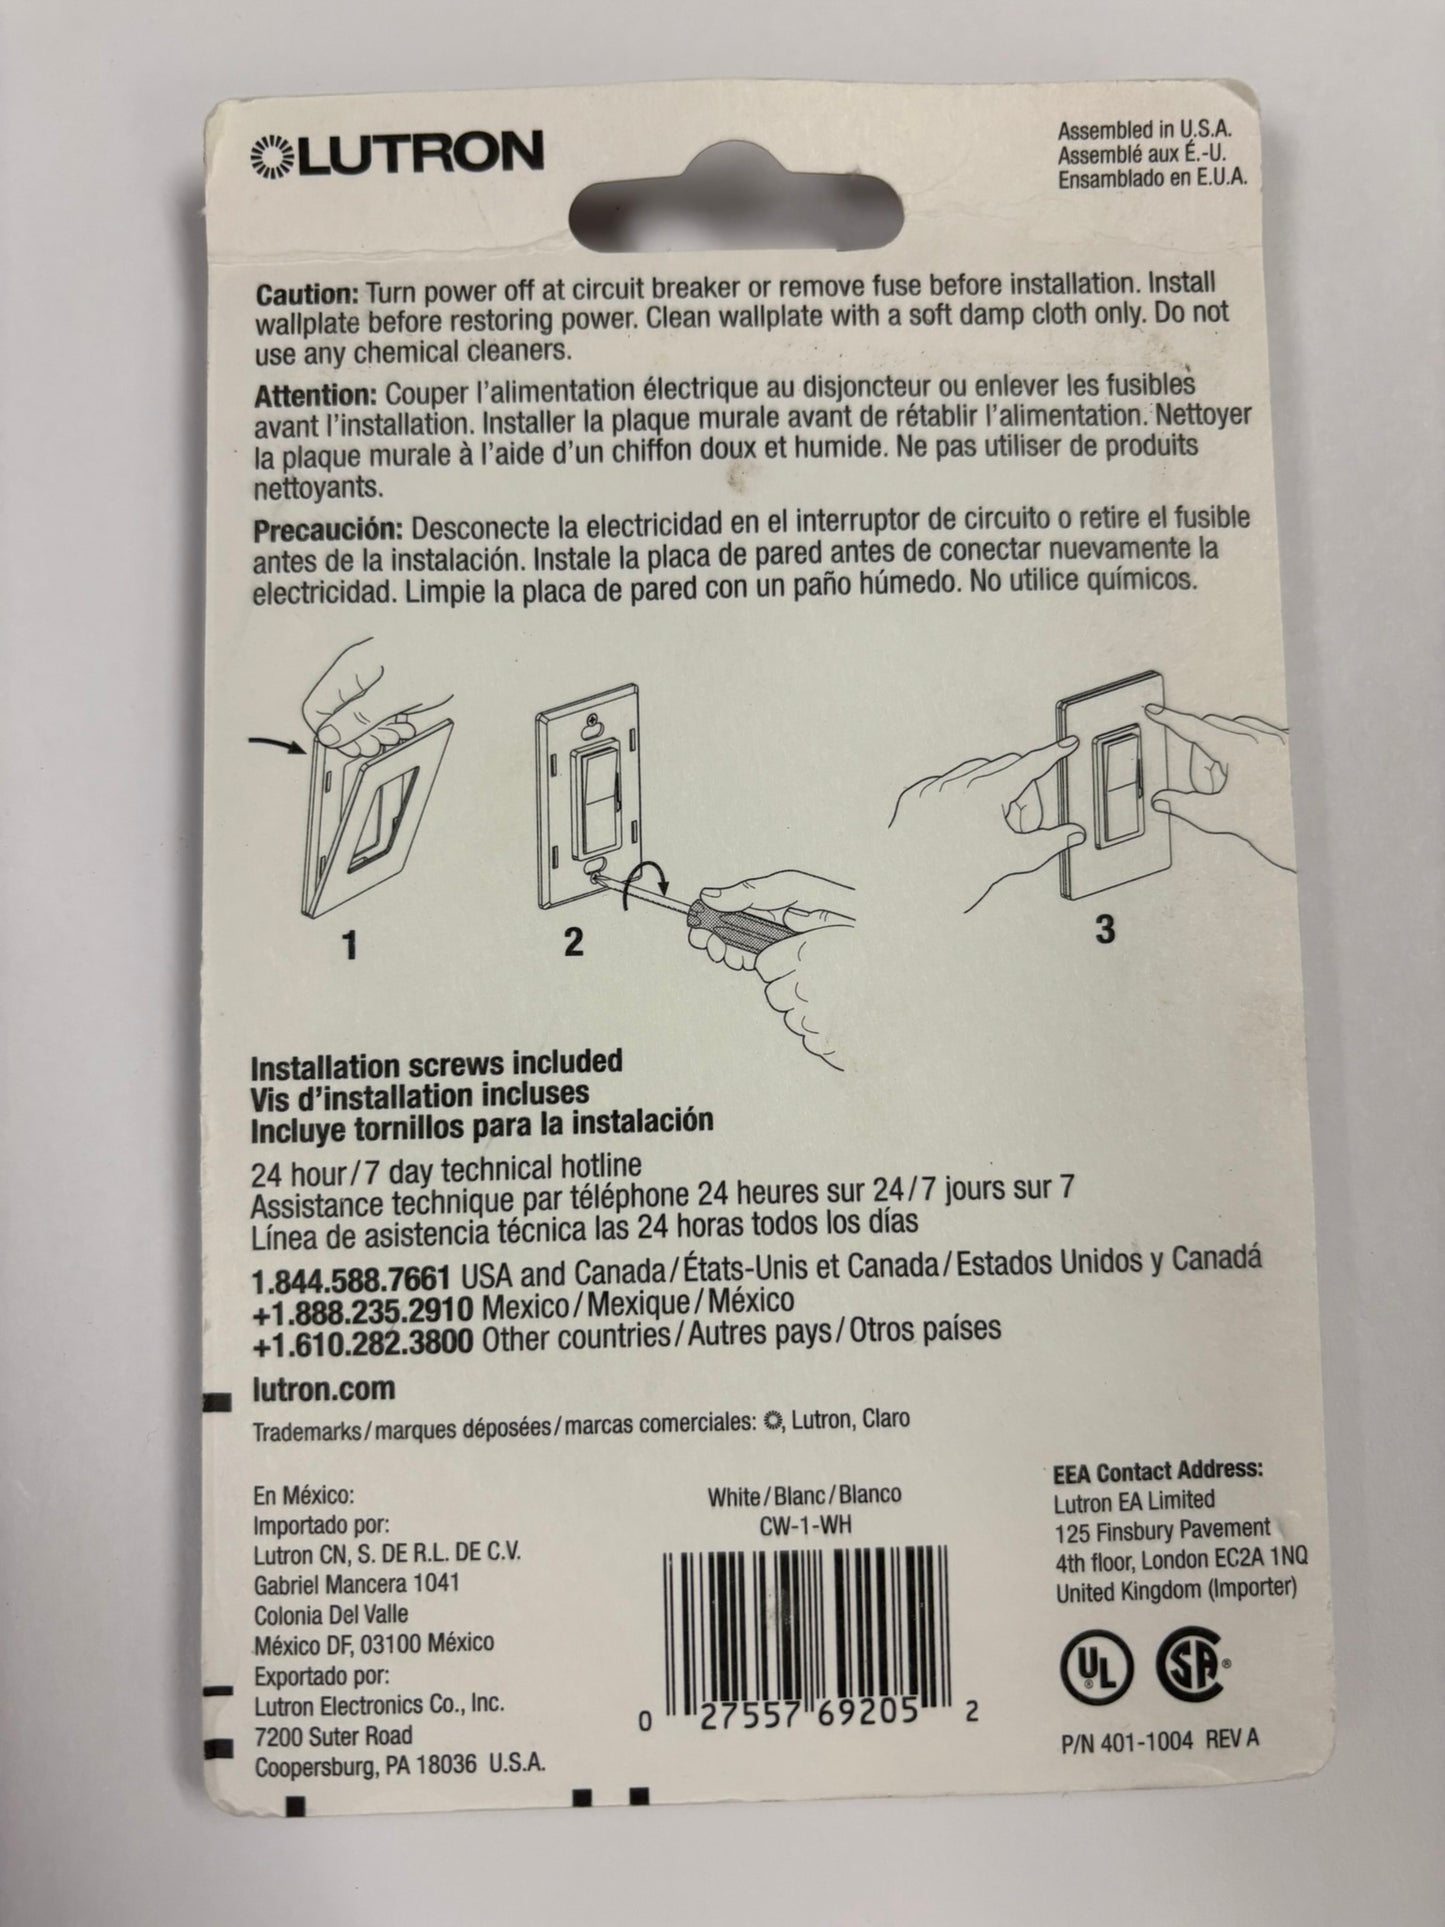 LUTRON
Assembled in U.S.A.
Assemblé aux É.-U.
Ensamblado en E.U.A.
Caution: Turn power off at circuit breaker or remove fuse before installation. Install
wallplate before restoring power. Clean wallplate with a soft damp cloth only. Do not
use any chemical cleaners.
Attention: Couper l'alimentation électrique au disjoncteur ou enlever les fusibles
avant l'installation. Installer la plaque murale avant de rétablir l'alimentation. Nettoyer
la plaque murale à l'aide d'un chiffon doux et humide. Ne pas utiliser de produits
nettoyants.
Precaución: Desconecte la electricidad en el interruptor de circuito o retire el fusible
antes de la instalación. Instale la placa de pared antes de conectar nuevamente la
electricidad. Limpie la placa de pared con un paño húmedo. No utilice químicos.
1
2
3
Installation screws included
Vis d'installation incluses
Incluye tornillos para la instalación
24 hour/7 day technical hotline
Assistance technique par téléphone 24 heures sur 24/7 jours sur 7
Línea de asistencia técnica las 24 horas todos los días
1.844.588.7661 USA and Canada/États-Unis et Canada/Estados Unidos y Canadá
+1.888.235.2910 Mexico/Mexique/México
+1.610.282.3800 Other countries/Autres pays/Otros países
lutron.com
Trademarks/marques déposées/marcas comerciales: , Lutron, Claro
En México:
Importado por:
Lutron CN, S. DE R.L. DE C.V.
Gabriel Mancera 1041
Colonia Del Valle
México DF, 03100 México
Exportado por:
Lutron Electronics Co., Inc.
7200 Suter Road
Coopersburg, PA 18036 U.S.A.
White/Blanc/Blanco
CW-1-WH
0 27557 69205 2
EEA Contact Address:
Lutron EA Limited
125 Finsbury Pavement
4th floor, London EC2A 1NQ
United Kingdom (Importer)
UL® SA®
P/N 401-1004 REV A